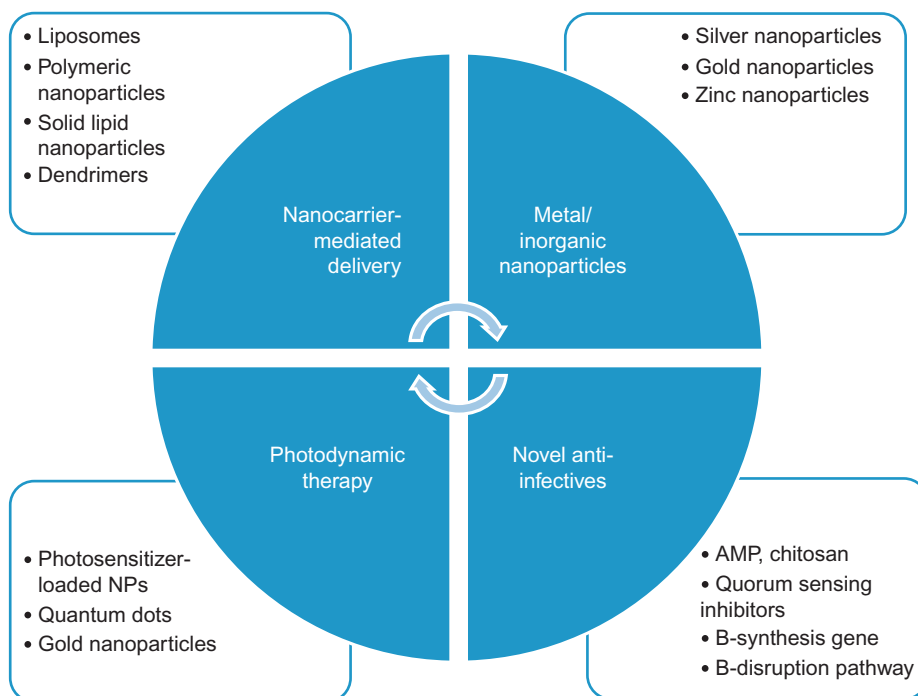 • Liposomes
• Polymeric
nanoparticles
• Solid lipid
nanoparticles
• Dendrimers
• Silver nanoparticles
• Gold nanoparticles
• Zinc nanoparticles
Nanocarrier-
mediated
delivery
Metal/
inorganic
nanoparticles
Photodynamic
therapy
Novel anti-
infectives
• Photosensitizer-
loaded NPs
• Quantum dots
• Gold nanoparticles
• AMP, chitosan
• Quorum sensing
inhibitors
• B-synthesis gene
• B-disruption pathway